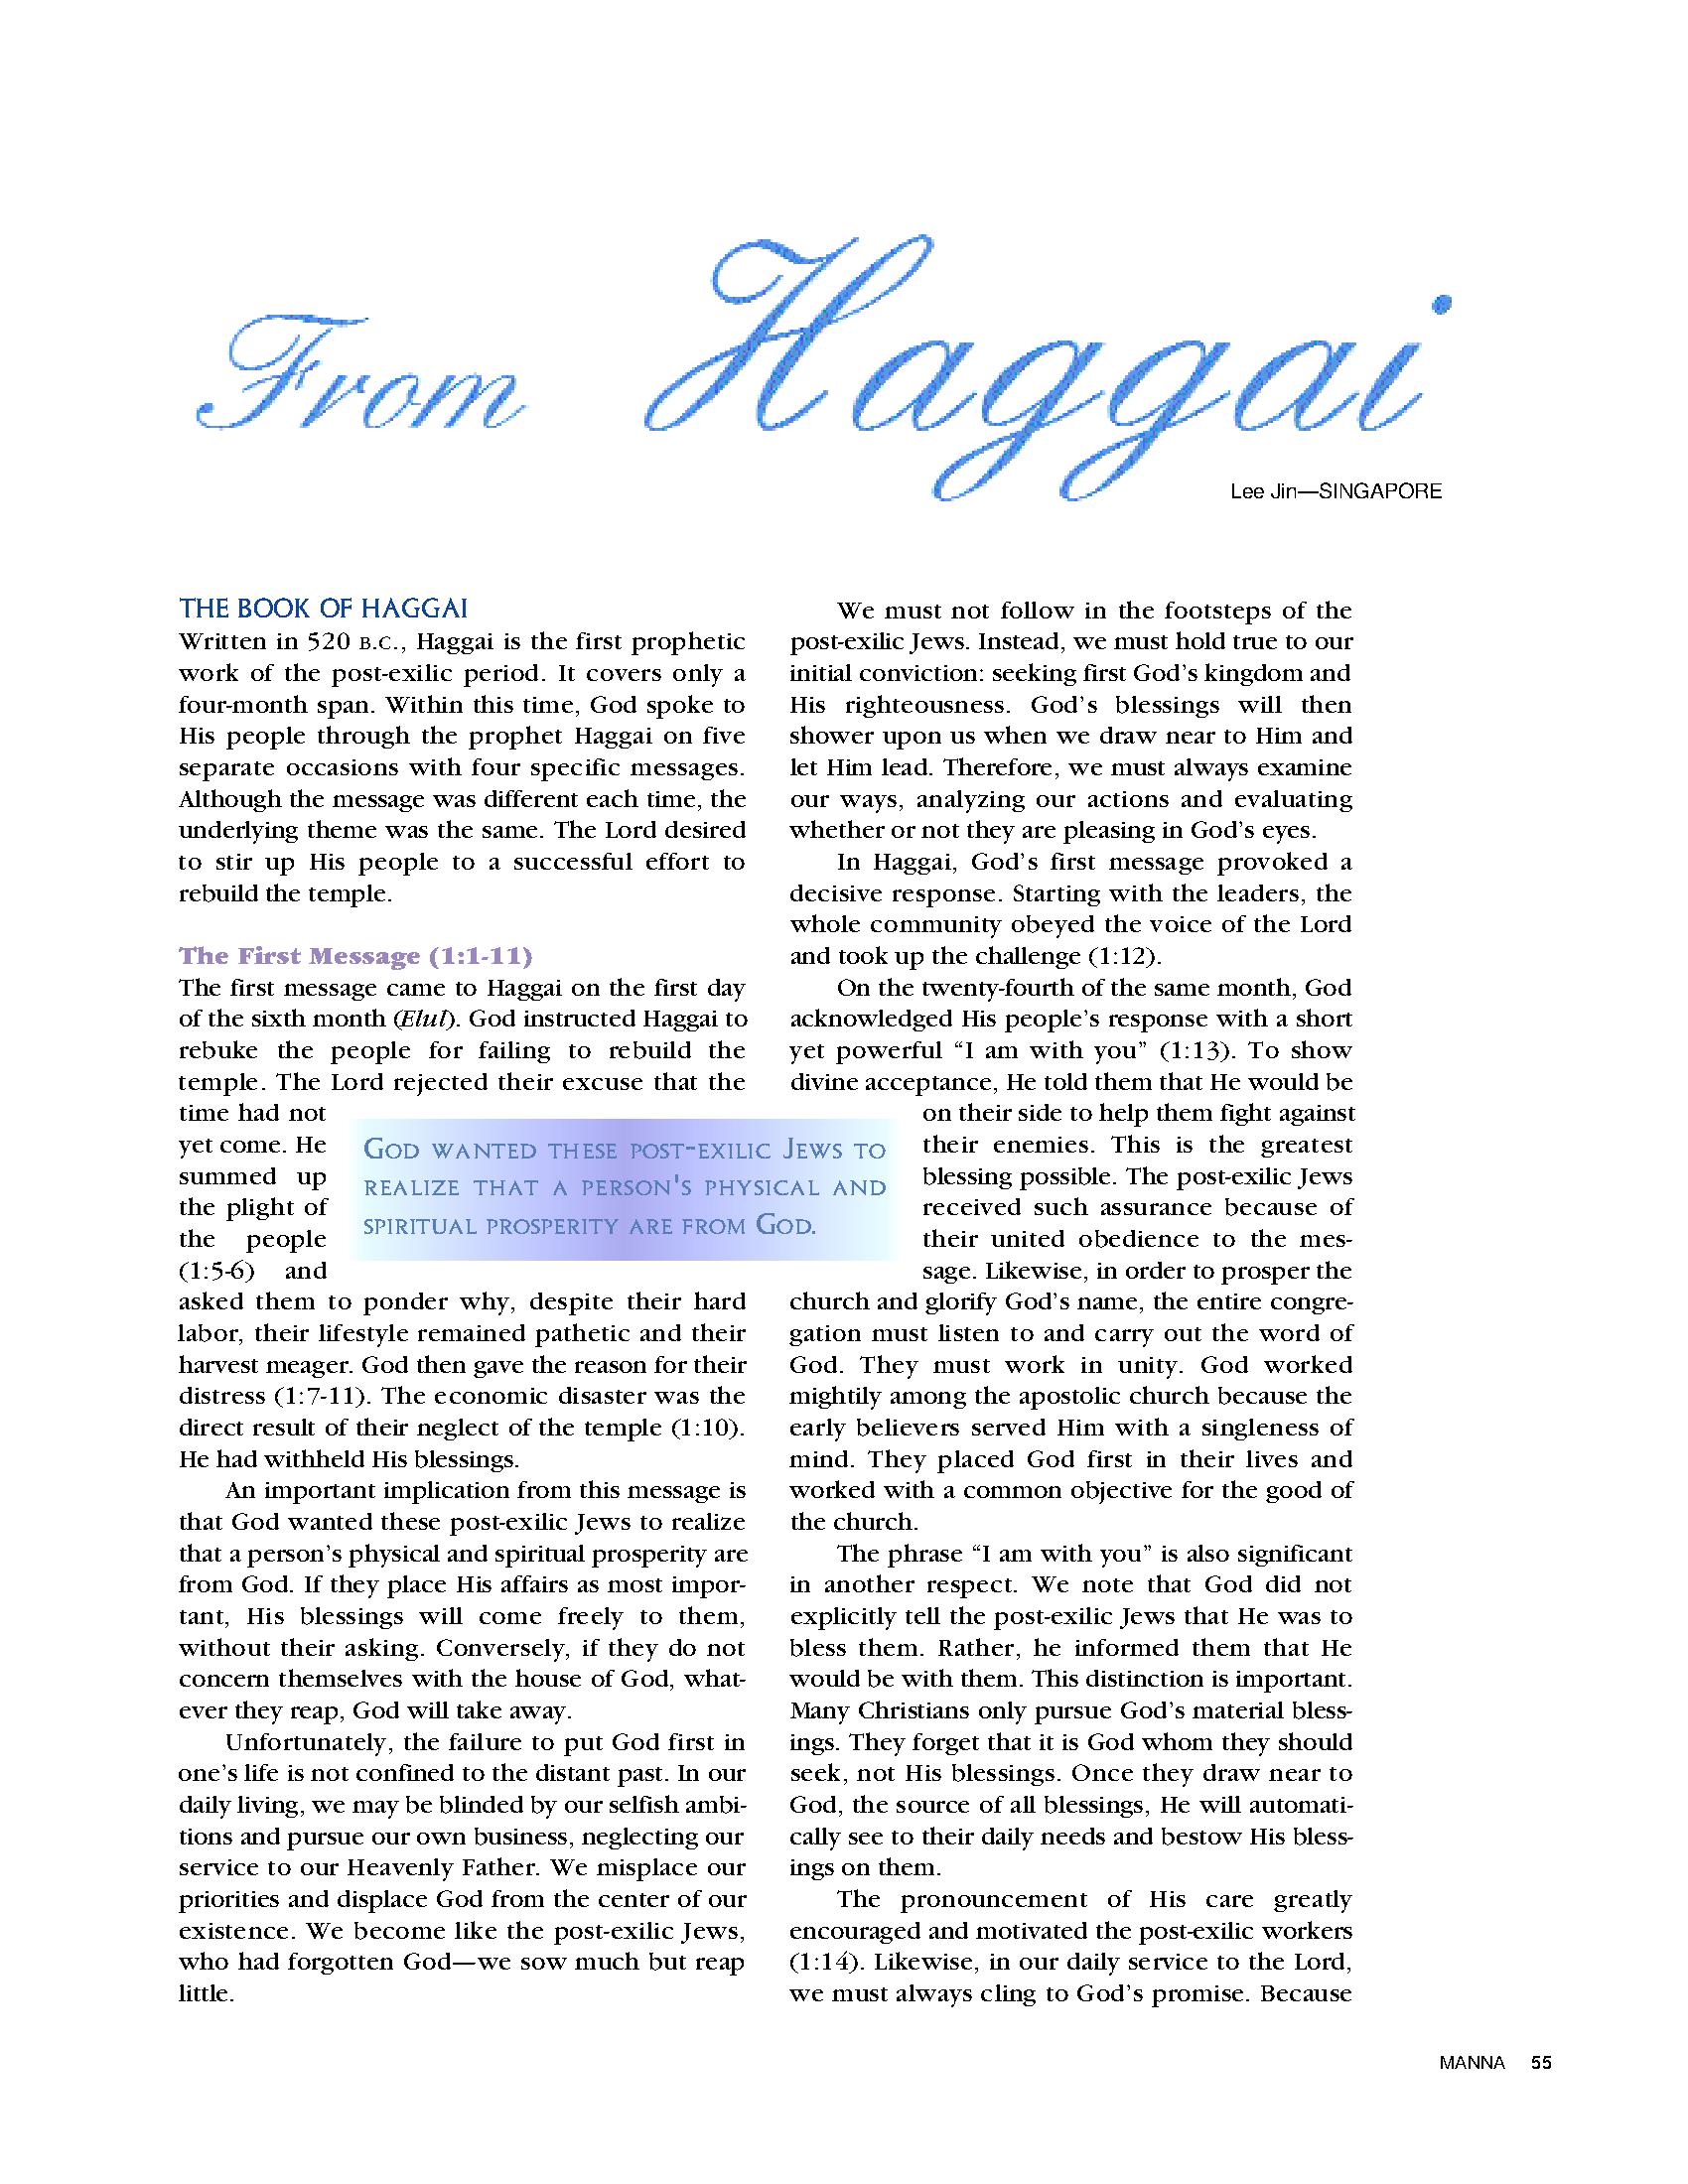 From Haggai
Lee Jin—SINGAPORE
THE BOOK OF HAGGAI
Written in 520 B.C., Haggai is the first prophetic
work of the post-exilic period. It covers only a
four-month span. Within this time, God spoke to
His people through the prophet Haggai on five
separate occasions with four specific messages.
Although the message was different each time, the
underlying theme was the same. The Lord desired
to stir up His people to a successful effort to
rebuild the temple.
The First Message (1:1-11)
The first message came to Haggai on the first day
of the sixth month (Elul). God instructed Haggai to
rebuke the people for failing to rebuild the
temple. The Lord rejected their excuse that the
time had not
yet come. He
summed up
the plight of
the people
(1:5-6) and
asked them to ponder why, despite their hard
labor, their lifestyle remained pathetic and their
harvest meager. God then gave the reason for their
distress (1:7-11). The economic disaster was the
direct result of their neglect of the temple (1:10).
He had withheld His blessings.
An important implication from this message is
that God wanted these post-exilic Jews to realize
that a person's physical and spiritual prosperity are
from God. If they place His affairs as most impor-
tant, His blessings will come freely to them,
without their asking. Conversely, if they do not
concern themselves with the house of God, what-
ever they reap, God will take away.
Unfortunately, the failure to put God first in
one's life is not confined to the distant past. In our
daily living, we may be blinded by our selfish ambi-
tions and pursue our own business, neglecting our
service to our Heavenly Father. We misplace our
priorities and displace God from the center of our
existence. We become like the post-exilic Jews,
who had forgotten God—we sow much but reap
little.
GOD WANTED THESE POST-EXILIC JEWS TO
REALIZE THAT A PERSON'S PHYSICAL AND
SPIRITUAL PROSPERITY ARE FROM GOD.
We must not follow in the footsteps of the
post-exilic Jews. Instead, we must hold true to our
initial conviction: seeking first God's kingdom and
His righteousness. God's blessings will then
shower upon us when we draw near to Him and
let Him lead. Therefore, we must always examine
our ways, analyzing our actions and evaluating
whether or not they are pleasing in God's eyes.
In Haggai, God's first message provoked a
decisive response. Starting with the leaders, the
whole community obeyed the voice of the Lord
and took up the challenge (1:12).
On the twenty-fourth of the same month, God
acknowledged His people's response with a short
yet powerful “I am with you” (1:13). To show
divine acceptance, He told them that He would be
on their side to help them fight against
their enemies. This is the greatest
blessing possible. The post-exilic Jews
received such assurance because of
their united obedience to the mes-
sage. Likewise, in order to prosper the
church and glorify God's name, the entire congre-
gation must listen to and carry out the word of
God. They must work in unity. God worked
mightily among the apostolic church because the
early believers served Him with a singleness of
mind. They placed God first in their lives and
worked with a common objective for the good of
the church.
The phrase “I am with you” is also significant
in another respect. We note that God did not
explicitly tell the post-exilic Jews that He was to
bless them. Rather, he informed them that He
would be with them. This distinction is important.
Many Christians only pursue God's material bless-
ings. They forget that it is God whom they should
seek, not His blessings. Once they draw near to
God, the source of all blessings, He will automati-
cally see to their daily needs and bestow His bless-
ings on them.
The pronouncement of His care greatly
encouraged and motivated the post-exilic workers
(1:14). Likewise, in our daily service to the Lord,
we must always cling to God's promise. Because
MANNA 55